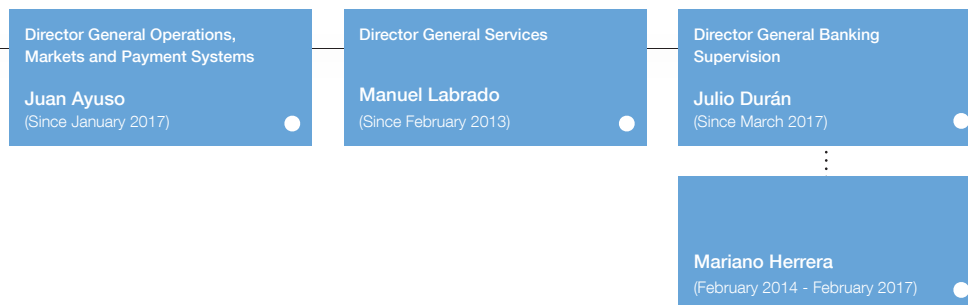 Director General Operations,
Markets and Payment Systems
Juan Ayuso
(Since January 2017)
Director General Services
Manuel Labrado
(Since February 2013)
Director General Banking
Supervision
Julio Durán
(Since March 2017)
Mariano Herrera
(February 2014 - February 2017)